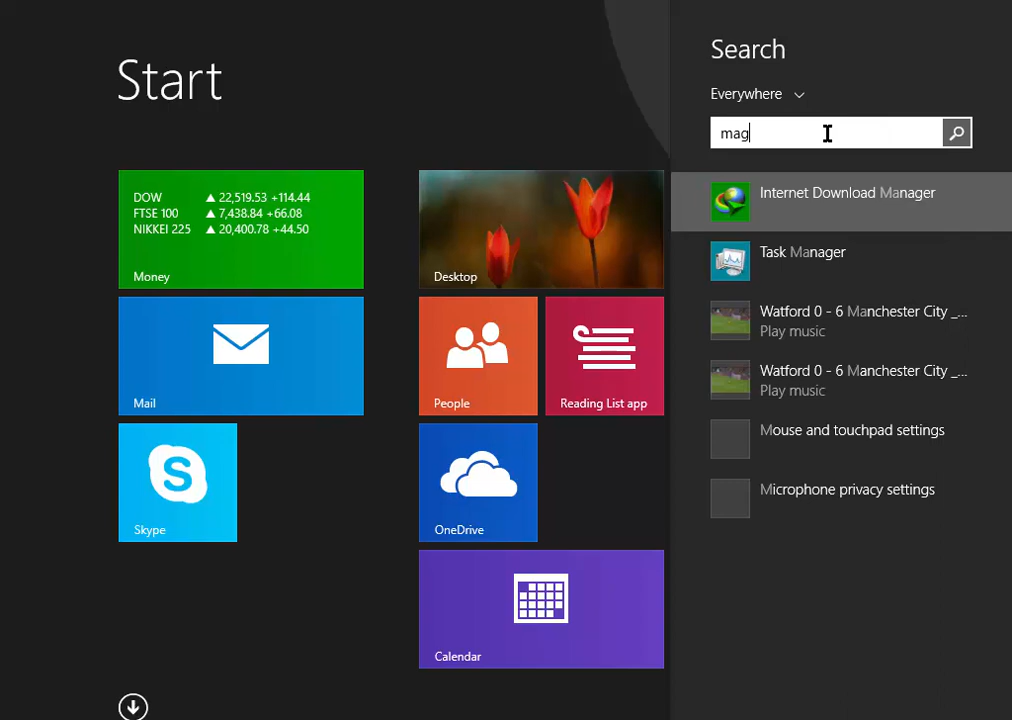 Start
Search
Everywhere
mag
DOW ▲ 22,519.53 +114.44
FTSE 100 ▲ 7,438.84 +66.08
NIKKEI 225 ▲ 20,400.78 +44.50
Money
Desktop
Mail
People
Reading List app
Skype
OneDrive
Calendar
Internet Download Manager
Task Manager
Watford 0 - 6 Manchester City _...
Play music
Watford 0 - 6 Manchester City _...
Play music
Mouse and touchpad settings
Microphone privacy settings